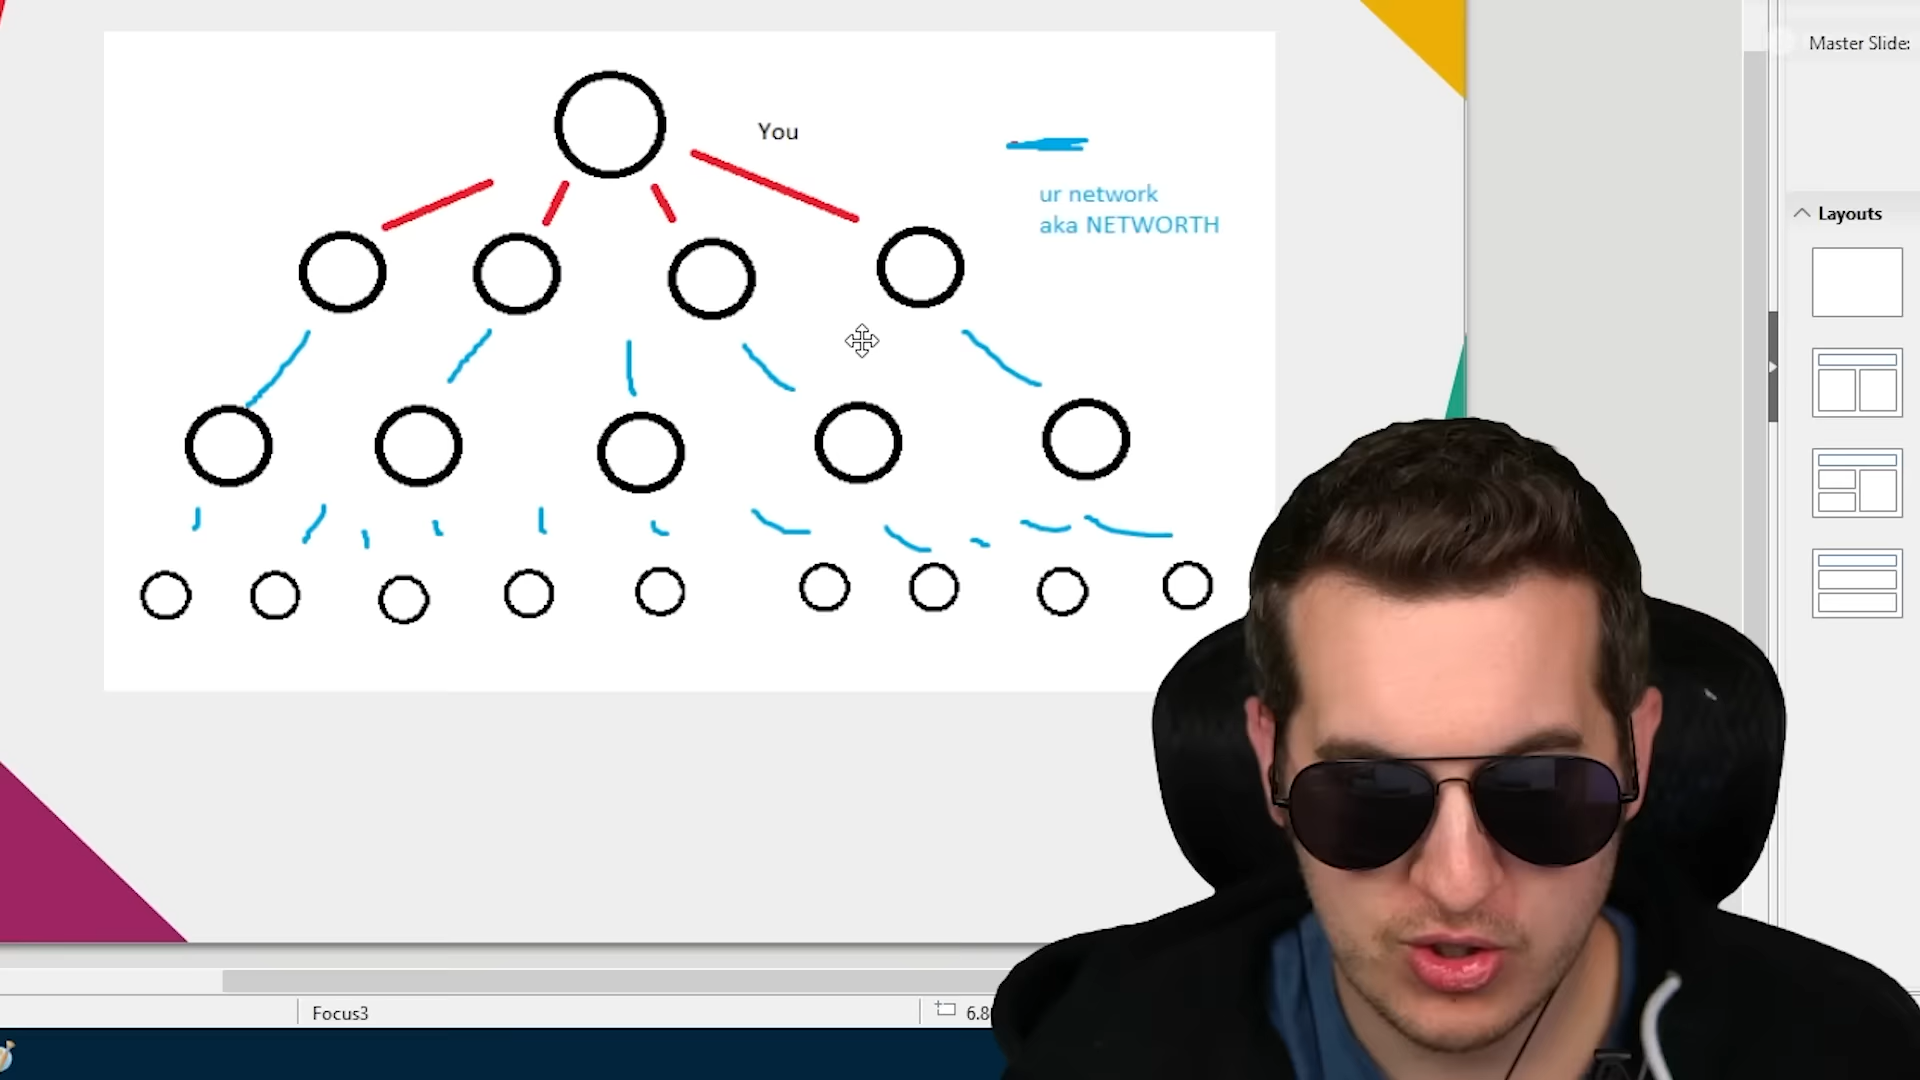 Master Slide:
You
ur network
aka NETWORTH
Layouts
Focus3